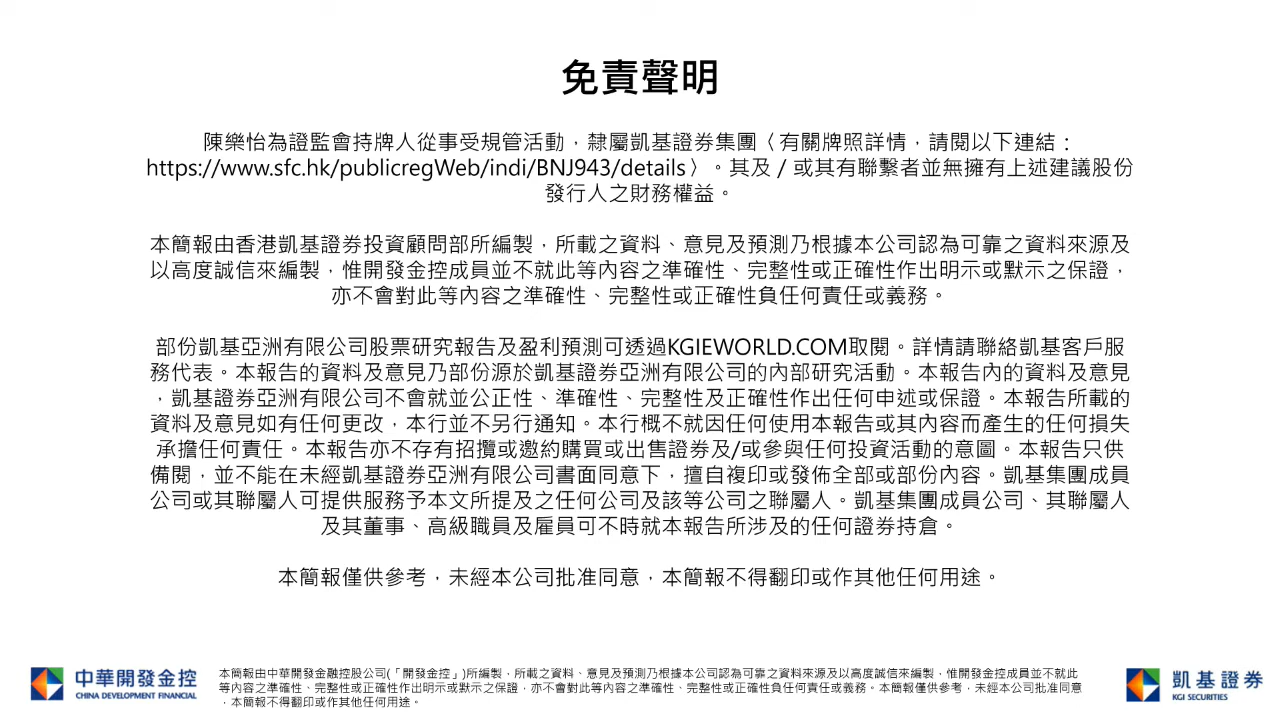 免責聲明
陳樂怡為證監會持牌人從事受規管活動，隸屬凱基證券集團〈有關牌照詳情，請閱以下連結：
https://www.sfc.hk/publicregWeb/indi/BNJ943/details〉。其及 / 或其有聯繫者並無擁有上述建議股份
發行人之財務權益。
本簡報由香港凱基證券投資顧問部所編製，所載之資料、意見及預測乃根據本公司認為可靠之資料來源及
以高度誠信來編製，惟開發金控成員並不就此等內容之準確性、完整性或正確性作出明示或默示之保證，
亦不會對此等內容之準確性、完整性或正確性負任何責任或義務。
部份凱基亞洲有限公司股票研究報告及盈利預測可透過KGIEWORLD.COM取閱。詳情請聯絡凱基客戶服
務代表。本報告的資料及意見乃部份源於凱基證券亞洲有限公司的內部研究活動。本報告內的資料及意見
，凱基證券亞洲有限公司不會就並公正性、準確性、完整性及正確性作出任何申述或保證。本報告所載的
資料及意見如有任何更改，本行並不另行通知。本行概不就因任何使用本報告或其內容而產生的任何損失
承擔任何責任。本報告亦不存有招攬或邀約購買或出售證券及/或參與任何投資活動的意圖。本報告只供
備閱，並不能在未經凱基證券亞洲有限公司書面同意下，擅自複印或發佈全部或部份內容。凱基集團成員
公司或其聯屬人可提供服務予本文所提及之任何公司及該等公司之聯屬人。凱基集團成員公司、其聯屬人
及其董事、高級職員及雇員可不時就本報告所涉及的任何證券持倉。
本簡報僅供參考，未經本公司批准同意，本簡報不得翻印或作其他任何用途。
中華開發金控
CHINA DEVELOPMENT FINANCIAL
本簡報由中華開發金融控股公司(「開發金控」)所編製、所載之資料、意見及預測乃根據本公司認為可靠之資料來源及以高度誠信來編製，惟開發金控成員並不就此
等內容之準確性、完整性或正確性作出明示或默示之保證，亦不會對此等內容之準確性、完整性或正確性負任何責任或義務。本簡報僅供參考，未經本公司批准同意
，本簡報不得翻印或作其他任何用途。
凱基證券
KGI SECURITIES